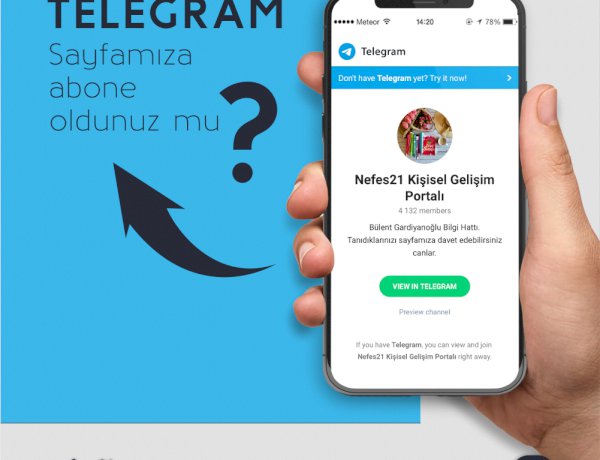 TELEGRAM
Sayfamıza
abone
oldunuz mu
?
Meteor 14:20 78%
Telegram
Don't have Telegram yet? Try it now!
Nefes21 Kişisel Gelişim
Portalı
4 132 members
Bülent Gardiyanoğlu Bilgi Hattı.
Tanıdıklarınızı sayfamıza davet edebilirsiniz
canlar.
VIEW IN TELEGRAM
Preview channel
If you have Telegram, you can view and join
Nefes21 Kişisel Gelişim Portalı right away.